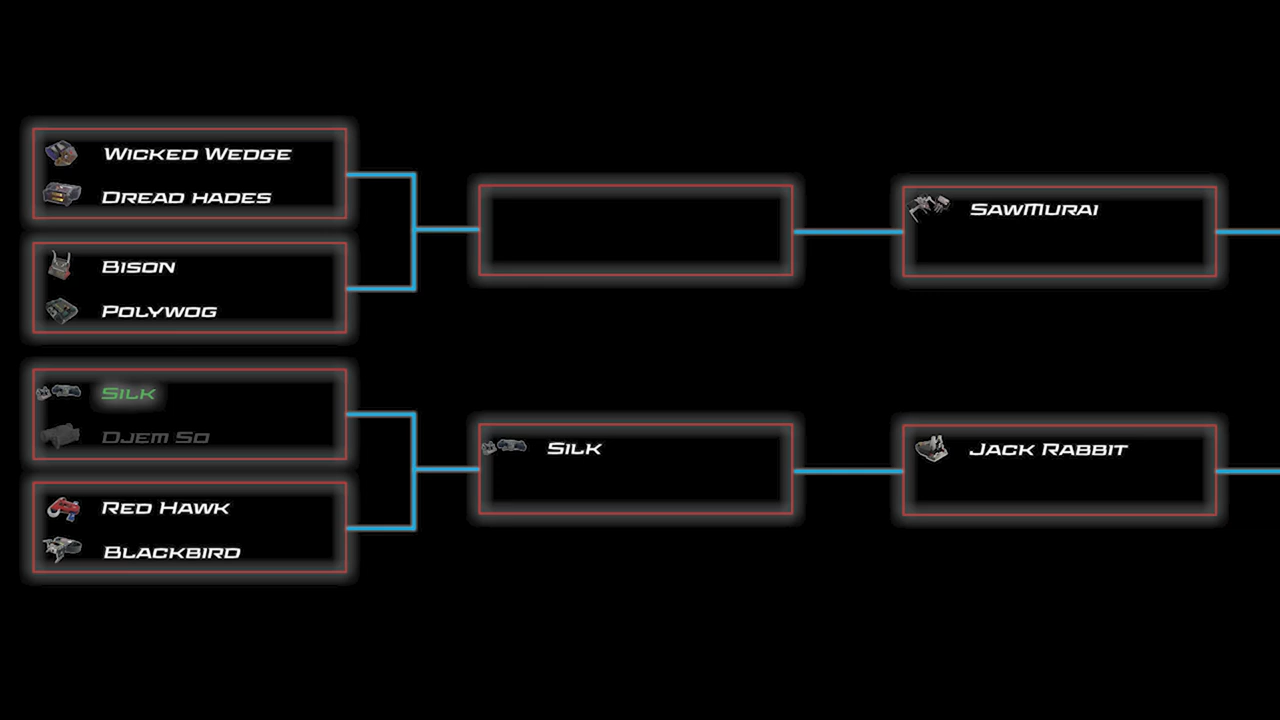 Wicked Wedge
Dread Hades
Bison
Polywog
Silk
Djem So
Red Hawk
Blackbird
Silk
SawMurai
Jack Rabbit